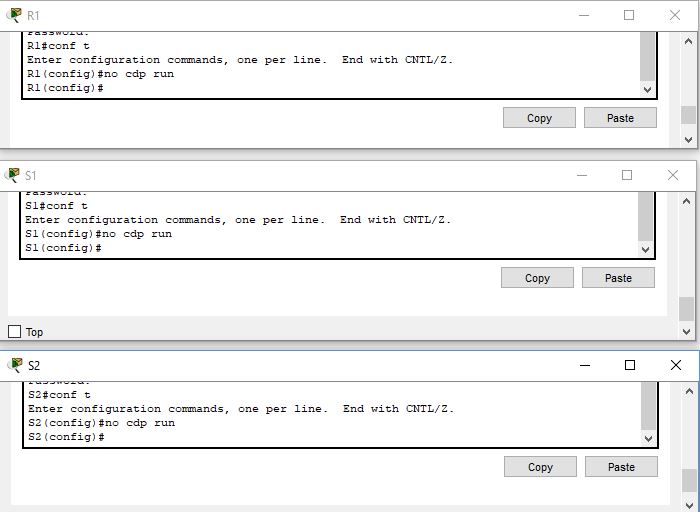 R1
Password:
R1#conf t
Enter configuration commands, one per line.  End with CNTL/Z.
R1(config)#no cdp run
R1(config)#
Copy Paste
S1
Password:
S1#conf t
Enter configuration commands, one per line.  End with CNTL/Z.
S1(config)#no cdp run
S1(config)#
Copy Paste
Top
S2
Password:
S2#conf t
Enter configuration commands, one per line.  End with CNTL/Z.
S2(config)#no cdp run
S2(config)#
Copy Paste